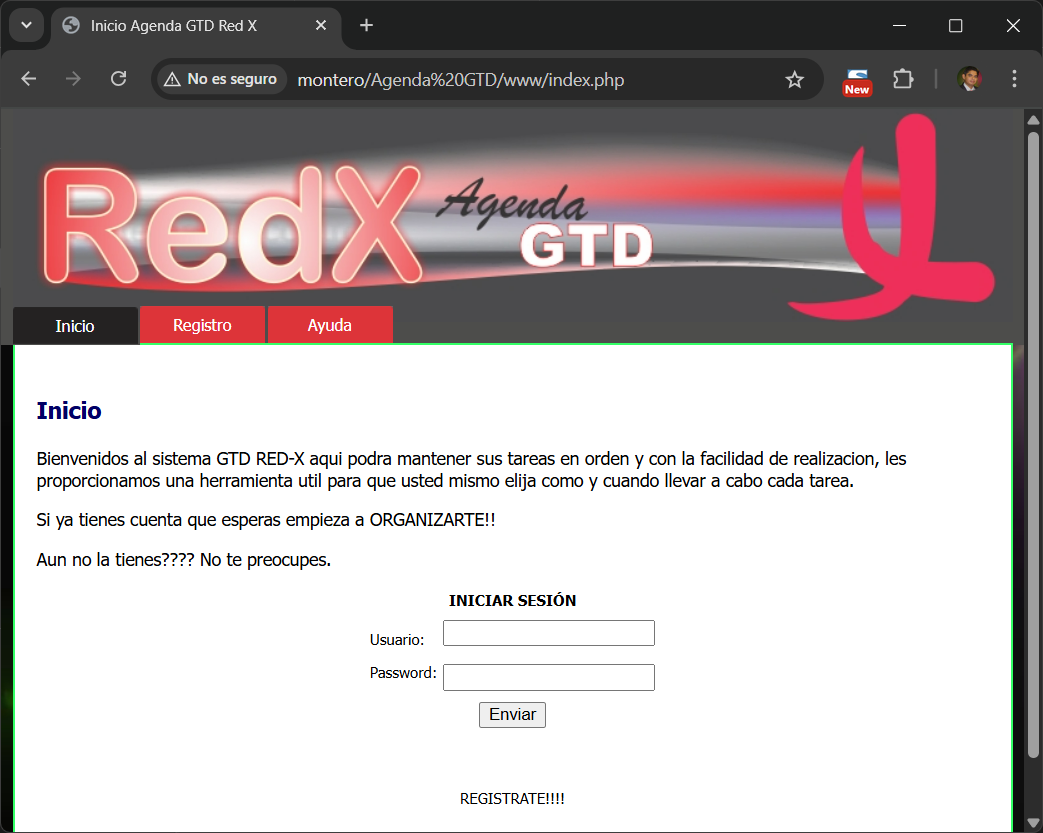 Inicio Agenda GTD Red X
No es seguro
montero/Agenda%20GTD/www/index.php
New
RedX Agenda GTD
Inicio
Registro
Ayuda
Inicio
Bienvenidos al sistema GTD RED-X aqui podra mantener sus tareas en orden y con la facilidad de realizacion, les
proporcionamos una herramienta util para que usted mismo elija como y cuando llevar a cabo cada tarea.
Si ya tienes cuenta que esperas empieza a ORGANIZARTE!!
Aun no la tienes???? No te preocupes.
INICIAR SESIÓN
Usuario:
Password:
Enviar
REGISTRATE!!!!